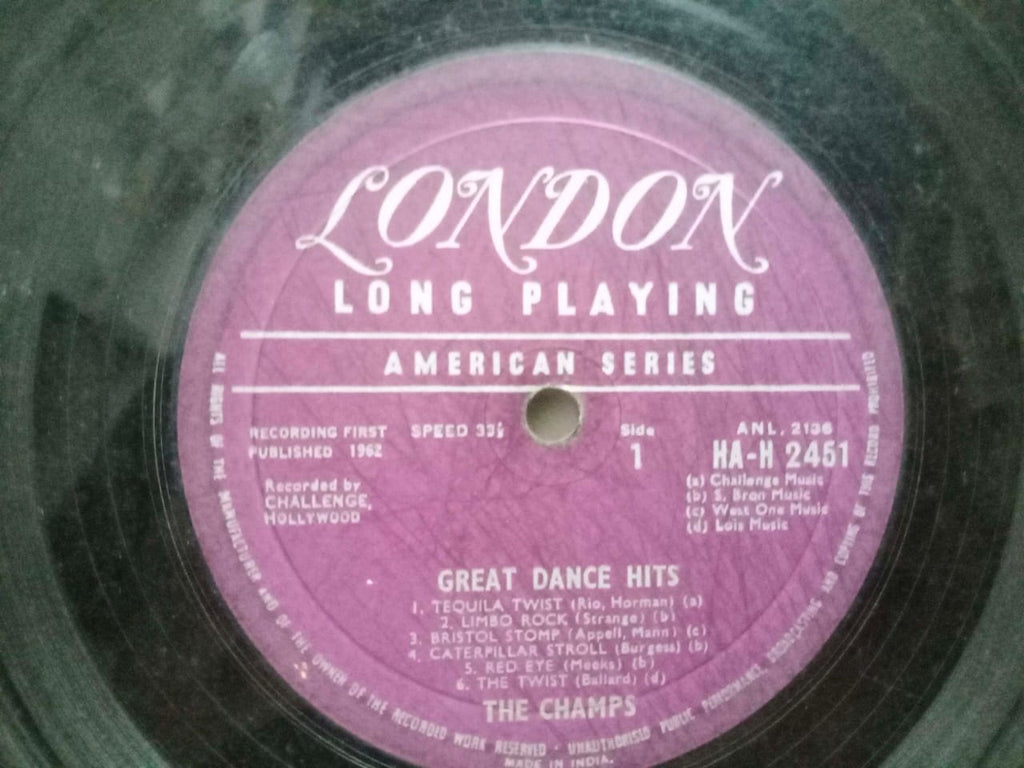 LONDON
LONG PLAYING
AMERICAN SERIES
RECORDING FIRST
PUBLISHED 1962
SPEED 33⅓
Side
1
ANL. 2136
HA-H 2451
Recorded by
CHALLENGE,
HOLLYWOOD
(a) Challenge Music
(b) S. Bron Music
(c) West One Music
(d) Lois Music
GREAT DANCE HITS
1. TEQUILA TWIST (Rio, Horman) (a)
2. LIMBO ROCK (Strange) (b)
3. BRISTOL STOMP (Appell, Mann) (c)
4. CATERPILLAR STROLL (Burgess) (b)
5. RED EYE (Meeks) (b)
6. THE TWIST (Ballard) (d)
THE CHAMPS
ALL RIGHTS OF THE MANUFACTURER AND OF THE OWNER OF THE RECORDED WORK RESERVED · UNAUTHORISED PUBLIC PERFORMANCE, BROADCASTING AND COPYING OF THIS RECORD PROHIBITED
MADE IN INDIA.